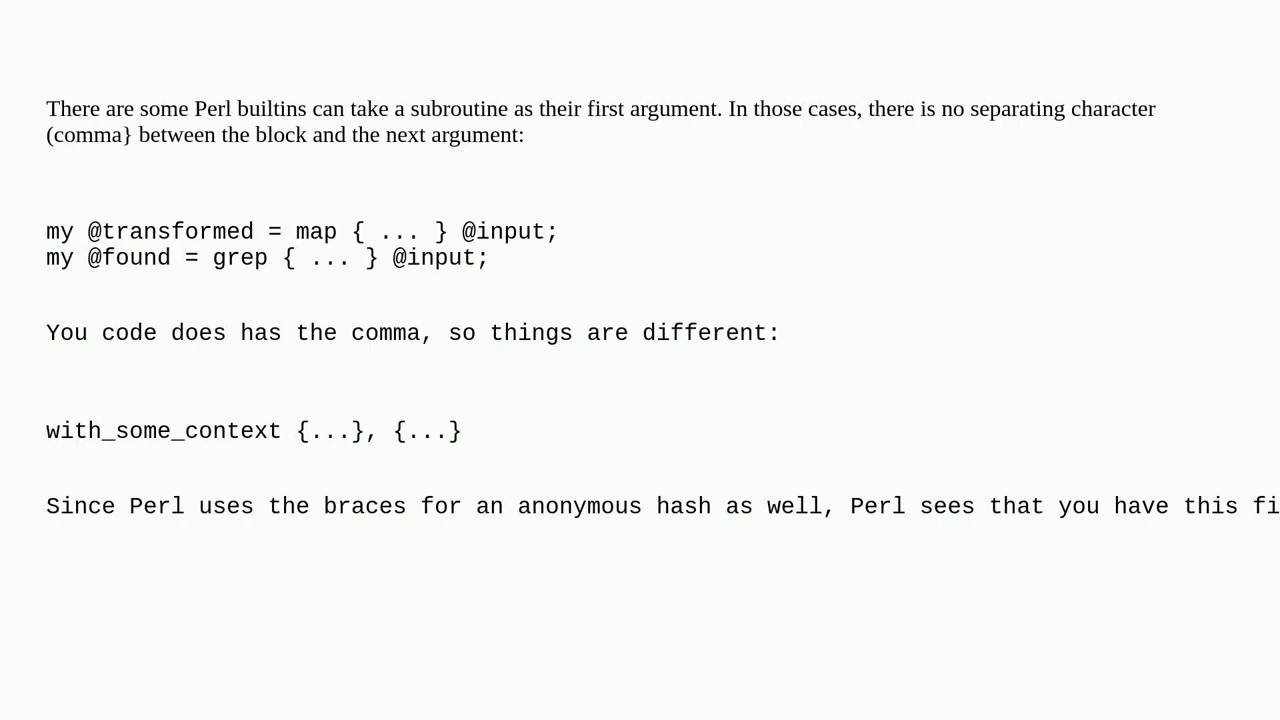 There are some Perl builtins can take a subroutine as their first argument. In those cases, there is no separating character
(comma} between the block and the next argument:
my @transformed = map { ... } @input;
my @found = grep { ... } @input;
You code does has the comma, so things are different:
with_some_context {...}, {...}
Since Perl uses the braces for an anonymous hash as well, Perl sees that you have this